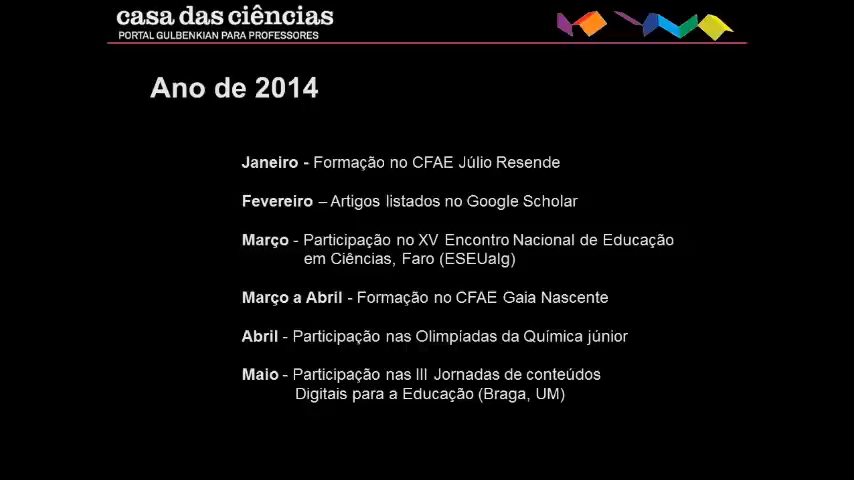 casa das ciências
PORTAL GULBENKIAN PARA PROFESSORES
Ano de 2014
Janeiro - Formação no CFAE Júlio Resende
Fevereiro – Artigos listados no Google Scholar
Março - Participação no XV Encontro Nacional de Educação
em Ciências, Faro (ESEUalg)
Março a Abril - Formação no CFAE Gaia Nascente
Abril - Participação nas Olimpíadas da Química júnior
Maio - Participação nas III Jornadas de conteúdos
Digitais para a Educação (Braga, UM)